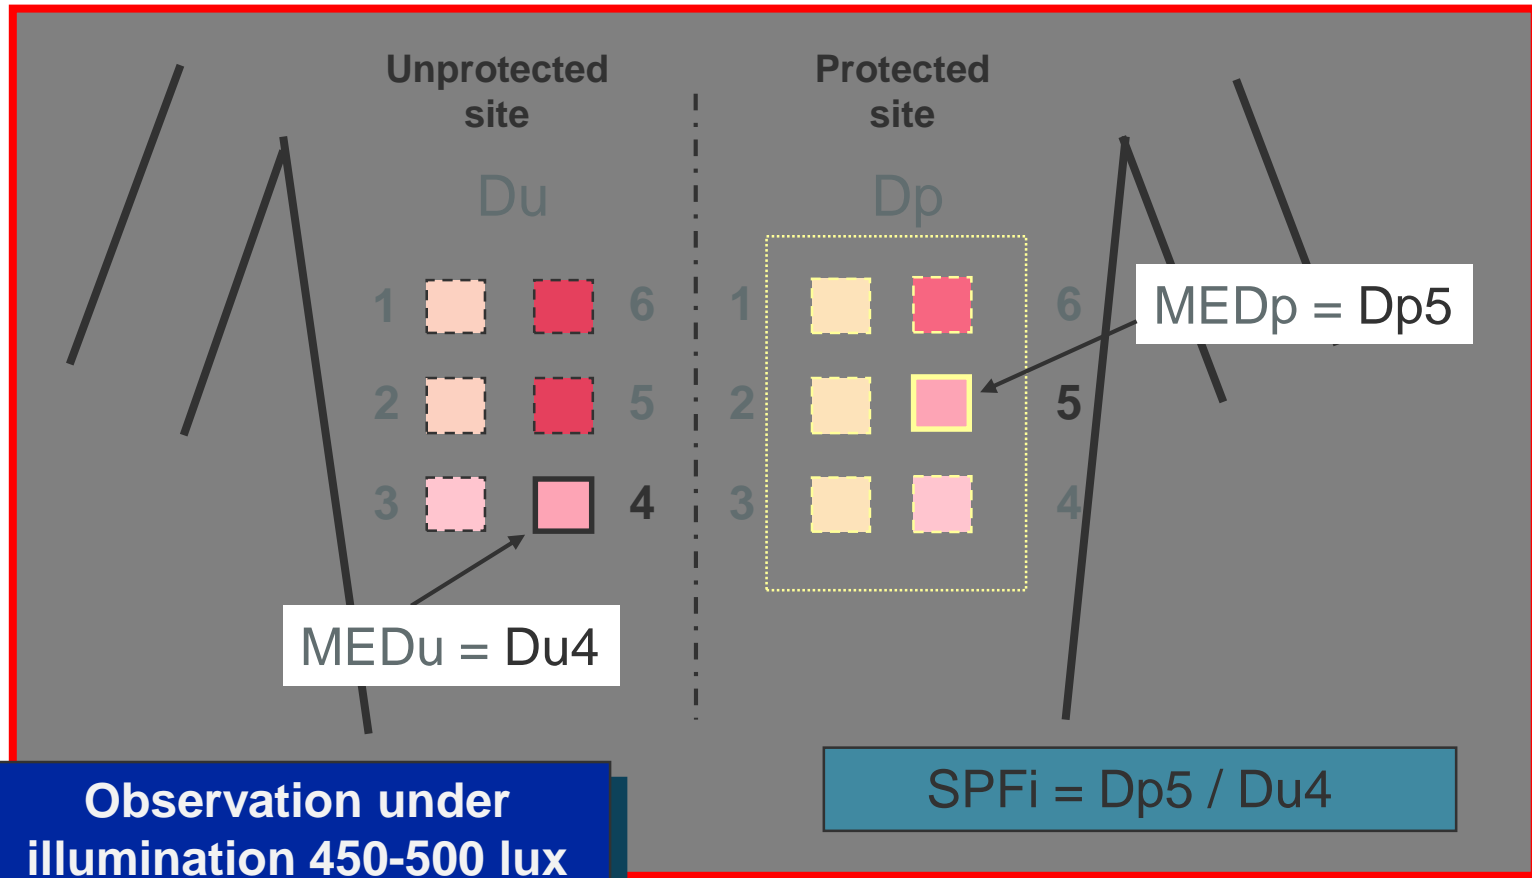 Unprotected
site
Protected
site
Du
Dp
1 6 1 6
MEDp = Dp5
2 5 2 5
3 4 3 4
MEDu = Du4
SPFi = Dp5 / Du4
Observation under
illumination 450-500 lux